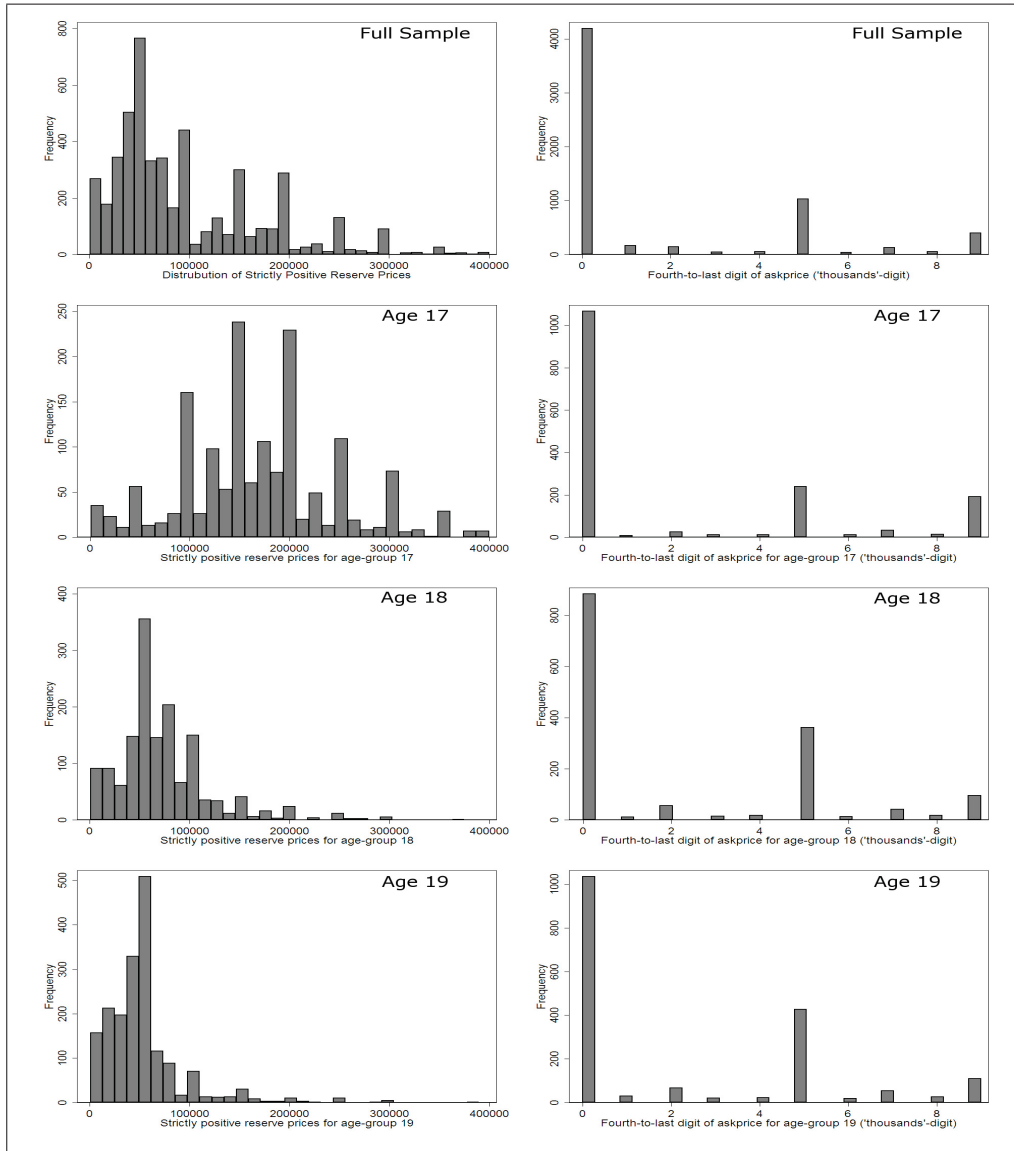 Full Sample
Frequency
0 200 400 600 800
0 100000 200000 300000 400000
Distrubution of Strictly Positive Reserve Prices
Full Sample
Frequency
0 1000 2000 3000 4000
0 2 4 6 8
Fourth-to-last digit of askprice ('thousands'-digit)
Age 17
Frequency
0 50 100 150 200 250
0 100000 200000 300000 400000
Strictly positive reserve prices for age-group 17
Age 17
Frequency
0 200 400 600 800 1000
0 2 4 6 8
Fourth-to-last digit of askprice for age-group 17 ('thousands'-digit)
Age 18
Frequency
0 100 200 300 400
0 100000 200000 300000 400000
Strictly positive reserve prices for age-group 18
Age 18
Frequency
0 200 400 600 800
0 2 4 6 8
Fourth-to-last digit of askprice for age-group 18 ('thousands'-digit)
Age 19
Frequency
0 100 200 300 400 500
0 100000 200000 300000 400000
Strictly positive reserve prices for age-group 19
Age 19
Frequency
0 200 400 600 800 1000
0 2 4 6 8
Fourth-to-last digit of askprice for age-group 19 ('thousands'-digit)